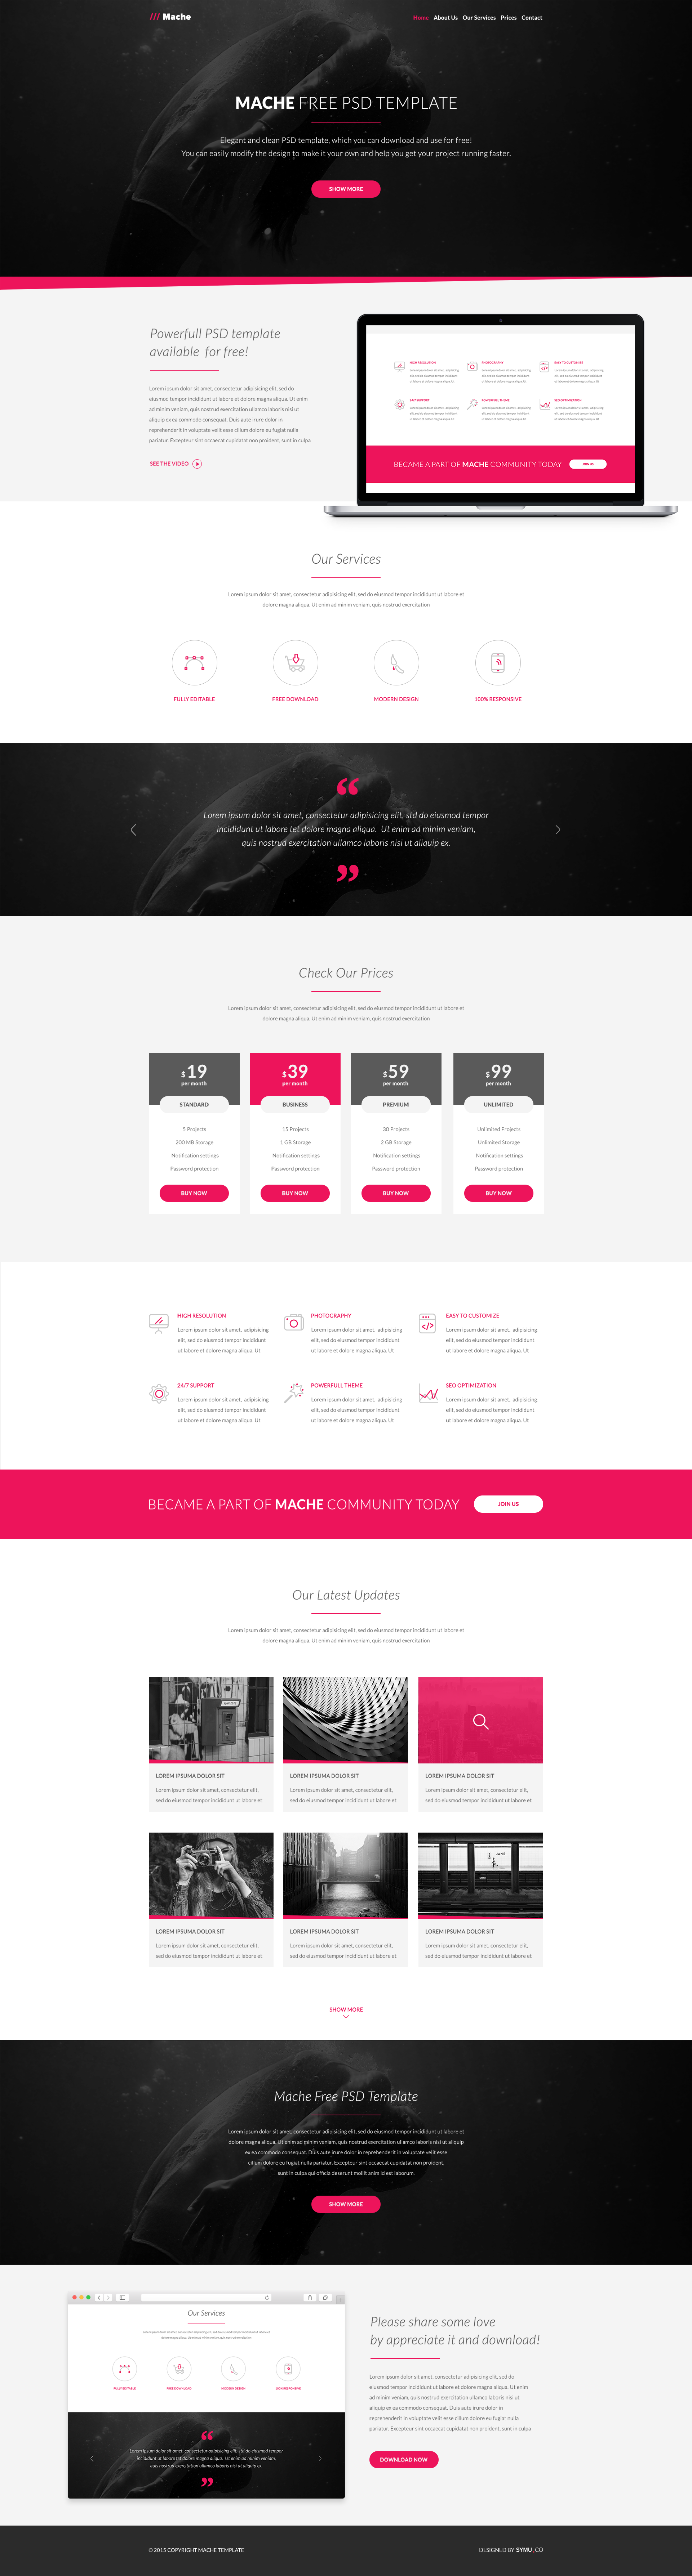 /// Mache
Home About Us Our Services Prices Contact
MACHE FREE PSD TEMPLATE
Elegant and clean PSD template, which you can download and use for free!
You can easily modify the design to make it your own and help you get your project running faster.
SHOW MORE
Powerfull PSD template
available for free!
Lorem ipsum dolor sit amet, consectetur adipisicing elit, sed do
eiusmod tempor incididunt ut labore et dolore magna aliqua. Ut enim
ad minim veniam, quis nostrud exercitation ullamco laboris nisi ut
aliquip ex ea commodo consequat. Duis aute irure dolor in
reprehenderit in voluptate velit esse cillum dolore eu fugiat nulla
pariatur. Excepteur sint occaecat cupidatat non proident, sunt in culpa
SEE THE VIDEO
HIGH RESOLUTION
PHOTOGRAPHY
EASY TO CUSTOMIZE
24/7 SUPPORT
POWERFULL THEME
SEO OPTIMIZATION
BECAME A PART OF MACHE COMMUNITY TODAY
JOIN US
Our Services
Lorem ipsum dolor sit amet, consectetur adipisicing elit, sed do eiusmod tempor incididunt ut labore et
dolore magna aliqua. Ut enim ad minim veniam, quis nostrud exercitation
FULLY EDITABLE
FREE DOWNLOAD
MODERN DESIGN
100% RESPONSIVE
“
Lorem ipsum dolor sit amet, consectetur adipisicing elit, std do eiusmod tempor
incididunt ut labore tet dolore magna aliqua. Ut enim ad minim veniam,
quis nostrud exercitation ullamco laboris nisi ut aliquip ex.
”
Check Our Prices
Lorem ipsum dolor sit amet, consectetur adipisicing elit, sed do eiusmod tempor incididunt ut labore et
dolore magna aliqua. Ut enim ad minim veniam, quis nostrud exercitation
$19
per month
STANDARD
5 Projects
200 MB Storage
Notification settings
Password protection
BUY NOW
$39
per month
BUSINESS
15 Projects
1 GB Storage
Notification settings
Password protection
BUY NOW
$59
per month
PREMIUM
30 Projects
2 GB Storage
Notification settings
Password protection
BUY NOW
$99
per month
UNLIMITED
Unlimited Projects
Unlimited Storage
Notification settings
Password protection
BUY NOW
HIGH RESOLUTION
Lorem ipsum dolor sit amet, adipisicing
elit, sed do eiusmod tempor incididunt
ut labore et dolore magna aliqua. Ut
PHOTOGRAPHY
Lorem ipsum dolor sit amet, adipisicing
elit, sed do eiusmod tempor incididunt
ut labore et dolore magna aliqua. Ut
EASY TO CUSTOMIZE
Lorem ipsum dolor sit amet, adipisicing
elit, sed do eiusmod tempor incididunt
ut labore et dolore magna aliqua. Ut
24/7 SUPPORT
Lorem ipsum dolor sit amet, adipisicing
elit, sed do eiusmod tempor incididunt
ut labore et dolore magna aliqua. Ut
POWERFULL THEME
Lorem ipsum dolor sit amet, adipisicing
elit, sed do eiusmod tempor incididunt
ut labore et dolore magna aliqua. Ut
SEO OPTIMIZATION
Lorem ipsum dolor sit amet, adipisicing
elit, sed do eiusmod tempor incididunt
ut labore et dolore magna aliqua. Ut
BECAME A PART OF MACHE COMMUNITY TODAY
JOIN US
Our Latest Updates
Lorem ipsum dolor sit amet, consectetur adipisicing elit, sed do eiusmod tempor incididunt ut labore et
dolore magna aliqua. Ut enim ad minim veniam, quis nostrud exercitation
LOREM IPSUMA DOLOR SIT
Lorem ipsum dolor sit amet, consectetur elit,
sed do eiusmod tempor incididunt ut labore et
LOREM IPSUMA DOLOR SIT
Lorem ipsum dolor sit amet, consectetur elit,
sed do eiusmod tempor incididunt ut labore et
LOREM IPSUMA DOLOR SIT
Lorem ipsum dolor sit amet, consectetur elit,
sed do eiusmod tempor incididunt ut labore et
LOREM IPSUMA DOLOR SIT
Lorem ipsum dolor sit amet, consectetur elit,
sed do eiusmod tempor incididunt ut labore et
LOREM IPSUMA DOLOR SIT
Lorem ipsum dolor sit amet, consectetur elit,
sed do eiusmod tempor incididunt ut labore et
LOREM IPSUMA DOLOR SIT
Lorem ipsum dolor sit amet, consectetur elit,
sed do eiusmod tempor incididunt ut labore et
SHOW MORE
Mache Free PSD Template
Lorem ipsum dolor sit amet, consectetur adipisicing elit, sed do eiusmod tempor incididunt ut labore et
doiore magna aliqua. Ut enim ad minim veniam, quis nostrud exercitation ullamco laboris nisi ut aliquip
ex ea commodo consequat. Duis aute irure dolor in reprehenderit in voluptate velit esse
cillum dolore eu fugiat nulla pariatur. Excepteur sint occaecat cupidatat non proident,
sunt in culpa qui officia deserunt mollit anim id est laborum.
SHOW MORE
Our Services
FULLY EDITABLE
FREE DOWNLOAD
MODERN DESIGN
100% RESPONSIVE
“
Lorem ipsum dolor sit amet, consectetur adipisicing elit, std do eiusmod tempor
incididunt ut labore tet dolore magna aliqua. Ut enim ad minim veniam,
quis nostrud exercitation ullamco laboris nisi ut aliquip ex.
”
Please share some love
by appreciate it and download!
Lorem ipsum dolor sit amet, consectetur adipisicing elit, sed do
eiusmod tempor incididunt ut labore et dolore magna aliqua. Ut enim
ad minim veniam, quis nostrud exercitation ullamco laboris nisi ut
aliquip ex ea commodo consequat. Duis aute irure dolor in
reprehenderit in voluptate velit esse cillum dolore eu fugiat nulla
pariatur. Excepteur sint occaecat cupidatat non proident, sunt in culpa
DOWNLOAD NOW
© 2015 COPYRIGHT MACHE TEMPLATE
DESIGNED BY SYMU.CO